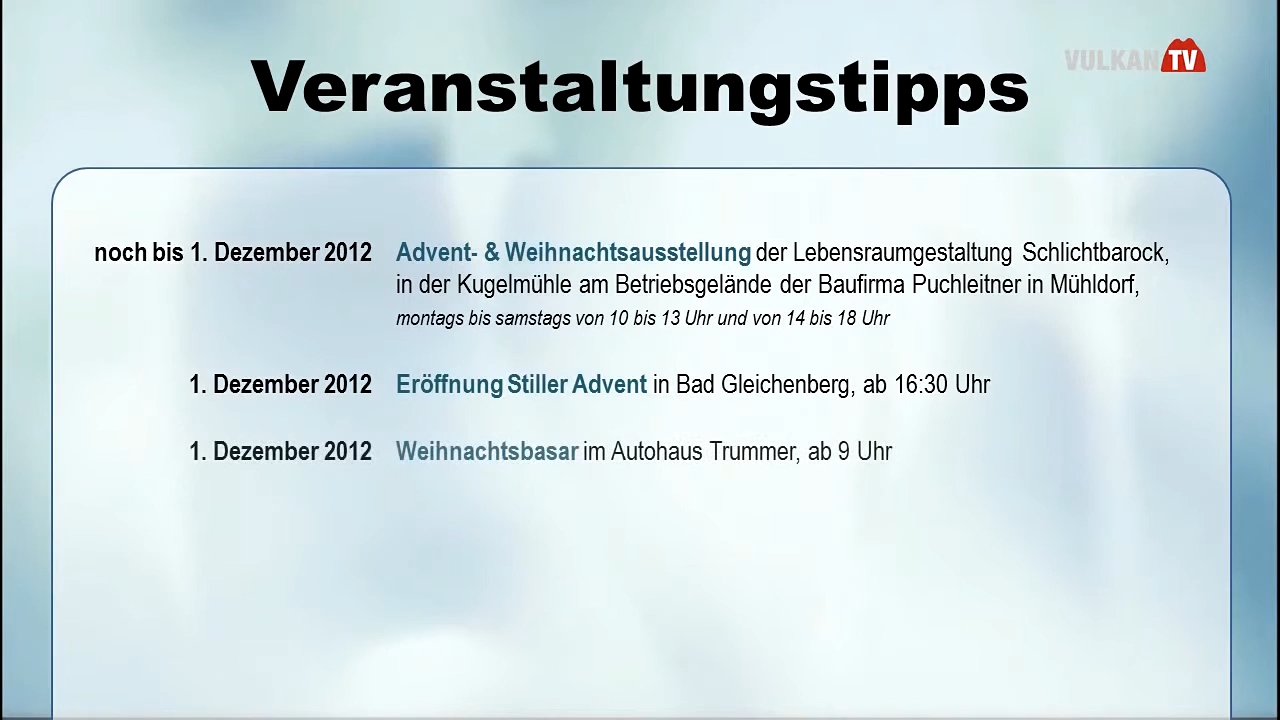 VULKAN TV
Veranstaltungstipps
noch bis 1. Dezember 2012 Advent- & Weihnachtsausstellung der Lebensraumgestaltung Schlichtbarock,
in der Kugelmühle am Betriebsgelände der Baufirma Puchleitner in Mühldorf,
montags bis samstags von 10 bis 13 Uhr und von 14 bis 18 Uhr
1. Dezember 2012 Eröffnung Stiller Advent in Bad Gleichenberg, ab 16:30 Uhr
1. Dezember 2012 Weihnachtsbasar im Autohaus Trummer, ab 9 Uhr